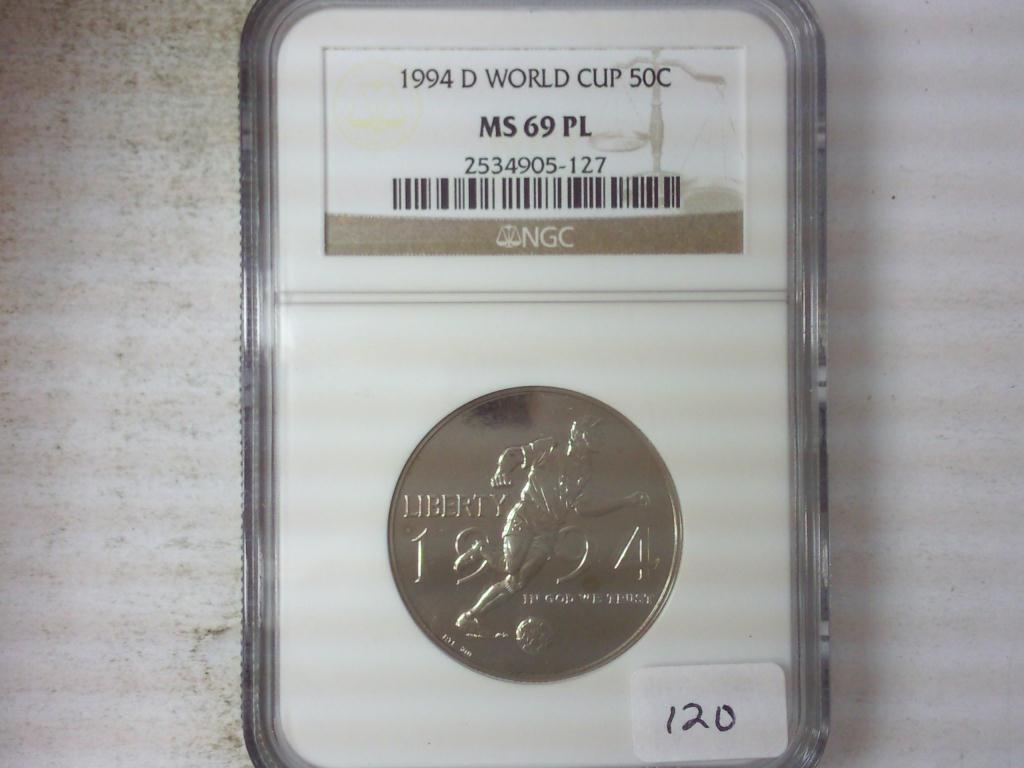 1994 D WORLD CUP 50C
MS 69 PL
2534905-127
NGC
LIBERTY
1994
IN GOD WE TRUST
120